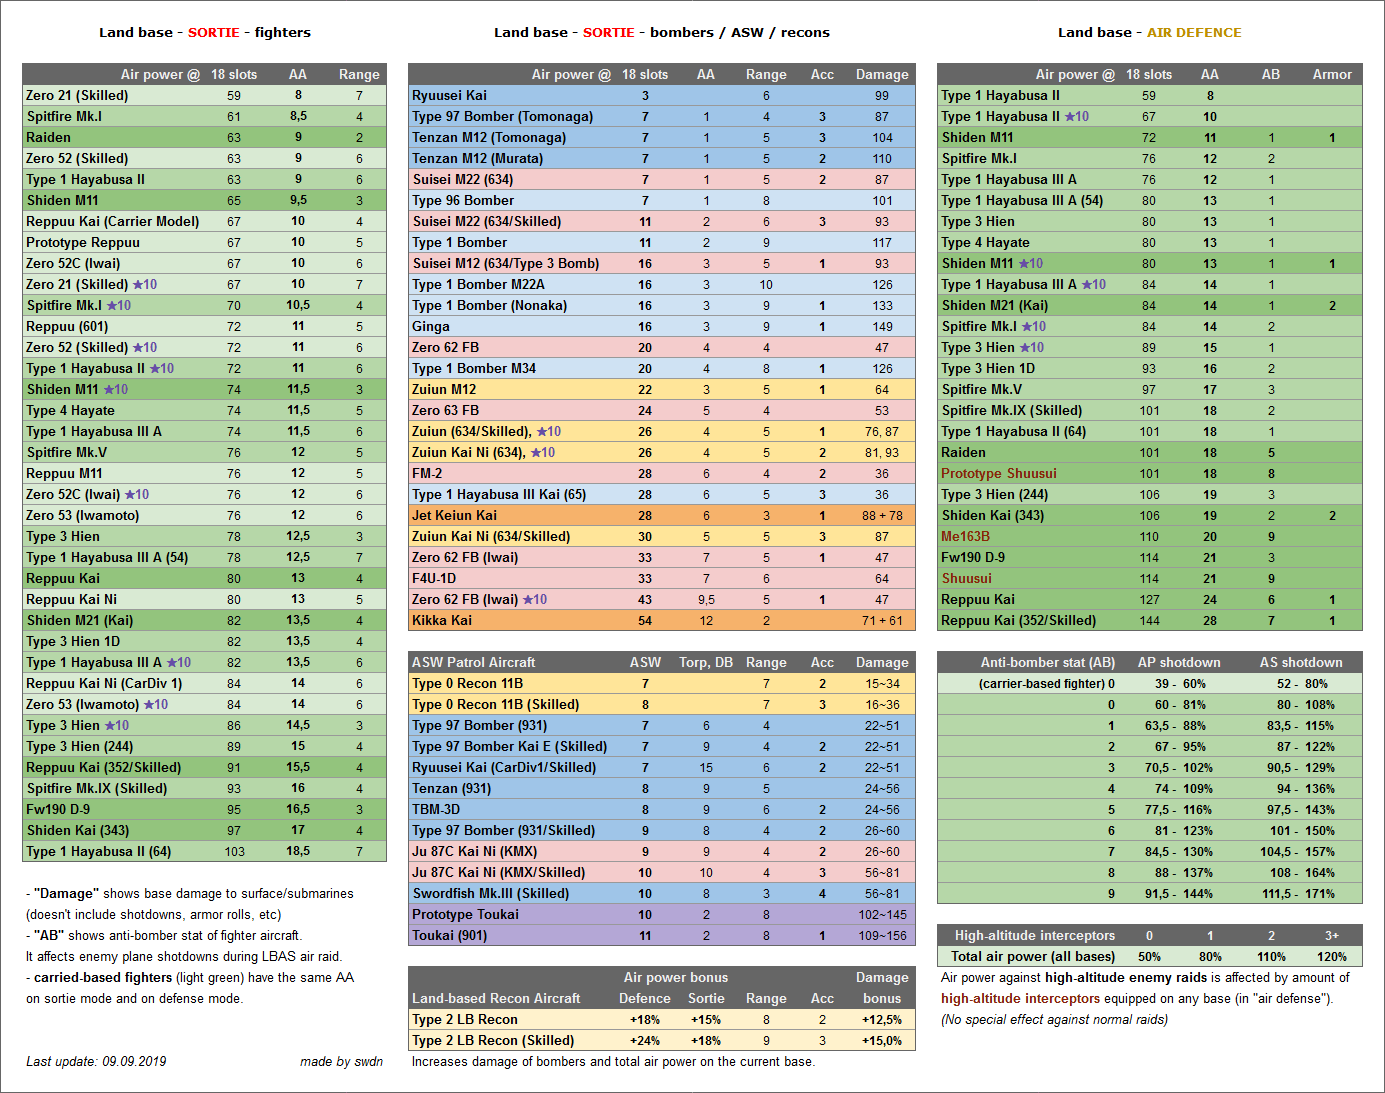 Land base - SORTIE - fighters
Air power @ 18 slots AA Range
Zero 21 (Skilled) 59 8 7
Spitfire Mk.I 61 8,5 4
Raiden 63 9 2
Zero 52 (Skilled) 63 9 6
Type 1 Hayabusa II 63 9 6
Shiden M11 65 9,5 3
Reppuu Kai (Carrier Model) 67 10 4
Prototype Reppuu 67 10 5
Zero 52C (Iwai) 67 10 6
Zero 21 (Skilled) ★10 67 10 7
Spitfire Mk.I ★10 70 10,5 4
Reppuu (601) 72 11 5
Zero 52 (Skilled) ★10 72 11 6
Type 1 Hayabusa II ★10 72 11 6
Shiden M11 ★10 74 11,5 3
Type 4 Hayate 74 11,5 5
Type 1 Hayabusa III A 74 11,5 6
Spitfire Mk.V 76 12 5
Reppuu M11 76 12 5
Zero 52C (Iwai) ★10 76 12 6
Zero 53 (Iwamoto) 76 12 6
Type 3 Hien 78 12,5 3
Type 1 Hayabusa III A (54) 78 12,5 7
Reppuu Kai 80 13 4
Reppuu Kai Ni 80 13 5
Shiden M21 (Kai) 82 13,5 4
Type 3 Hien 1D 82 13,5 4
Type 1 Hayabusa III A ★10 82 13,5 6
Reppuu Kai Ni (CarDiv 1) 84 14 6
Zero 53 (Iwamoto) ★10 84 14 6
Type 3 Hien ★10 86 14,5 3
Type 3 Hien (244) 89 15 4
Reppuu Kai (352/Skilled) 91 15,5 4
Spitfire Mk.IX (Skilled) 93 16 4
Fw190 D-9 95 16,5 3
Shiden Kai (343) 97 17 4
Type 1 Hayabusa II (64) 103 18,5 7
- "Damage" shows base damage to surface/submarines
(doesn't include shotdowns, armor rolls, etc)
- "AB" shows anti-bomber stat of fighter aircraft.
It affects enemy plane shotdowns during LBAS air raid.
- carried-based fighters (light green) have the same AA
on sortie mode and on defense mode.
Last update: 09.09.2019 made by swdn
Land base - SORTIE - bombers / ASW / recons
Air power @ 18 slots AA Range Acc Damage
Ryuusei Kai 3 6 99
Type 97 Bomber (Tomonaga) 7 1 4 3 87
Tenzan M12 (Tomonaga) 7 1 5 3 104
Tenzan M12 (Murata) 7 1 5 2 110
Suisei M22 (634) 7 1 5 2 87
Type 96 Bomber 7 1 8 101
Suisei M22 (634/Skilled) 11 2 6 3 93
Type 1 Bomber 11 2 9 117
Suisei M12 (634/Type 3 Bomb) 16 3 5 1 93
Type 1 Bomber M22A 16 3 10 126
Type 1 Bomber (Nonaka) 16 3 9 1 133
Ginga 16 3 9 1 149
Zero 62 FB 20 4 4 47
Type 1 Bomber M34 20 4 8 1 126
Zuiun M12 22 3 5 1 64
Zero 63 FB 24 5 4 53
Zuiun (634/Skilled), ★10 26 4 5 1 76, 87
Zuiun Kai Ni (634), ★10 26 4 5 2 81, 93
FM-2 28 6 4 2 36
Type 1 Hayabusa III Kai (65) 28 6 5 3 36
Jet Keiun Kai 28 6 3 1 88 + 78
Zuiun Kai Ni (634/Skilled) 30 5 5 3 87
Zero 62 FB (Iwai) 33 7 5 1 47
F4U-1D 33 7 6 64
Zero 62 FB (Iwai) ★10 43 9,5 5 1 47
Kikka Kai 54 12 2 71 + 61
ASW Patrol Aircraft ASW Torp, DB Range Acc Damage
Type 0 Recon 11B 7 7 2 15~34
Type 0 Recon 11B (Skilled) 8 7 3 16~36
Type 97 Bomber (931) 7 6 4 22~51
Type 97 Bomber Kai E (Skilled) 7 9 4 2 22~51
Ryuusei Kai (CarDiv1/Skilled) 7 15 6 2 22~51
Tenzan (931) 8 9 5 24~56
TBM-3D 8 9 6 2 24~56
Type 97 Bomber (931/Skilled) 9 8 4 2 26~60
Ju 87C Kai Ni (KMX) 9 9 4 2 26~60
Ju 87C Kai Ni (KMX/Skilled) 10 10 4 3 56~81
Swordfish Mk.III (Skilled) 10 8 3 4 56~81
Prototype Toukai 10 2 8 102~145
Toukai (901) 11 2 8 1 109~156
Air power bonus Damage
Land-based Recon Aircraft Defence Sortie Range Acc bonus
Type 2 LB Recon +18% +15% 8 2 +12,5%
Type 2 LB Recon (Skilled) +24% +18% 9 3 +15,0%
Increases damage of bombers and total air power on the current base.
Land base - AIR DEFENCE
Air power @ 18 slots AA AB Armor
Type 1 Hayabusa II 59 8
Type 1 Hayabusa II ★10 67 10
Shiden M11 72 11 1 1
Spitfire Mk.I 76 12 2
Type 1 Hayabusa III A 76 12 1
Type 1 Hayabusa III A (54) 80 13 1
Type 3 Hien 80 13 1
Type 4 Hayate 80 13 1
Shiden M11 ★10 80 13 1 1
Type 1 Hayabusa III A ★10 84 14 1
Shiden M21 (Kai) 84 14 1 2
Spitfire Mk.I ★10 84 14 2
Type 3 Hien ★10 89 15 1
Type 3 Hien 1D 93 16 2
Spitfire Mk.V 97 17 3
Spitfire Mk.IX (Skilled) 101 18 2
Type 1 Hayabusa II (64) 101 18 1
Raiden 101 18 5
Prototype Shuusui 101 18 8
Type 3 Hien (244) 106 19 3
Shiden Kai (343) 106 19 2 2
Me163B 110 20 9
Fw190 D-9 114 21 3
Shuusui 114 21 9
Reppuu Kai 127 24 6 1
Reppuu Kai (352/Skilled) 144 28 7 1
Anti-bomber stat (AB) AP shotdown AS shotdown
(carrier-based fighter) 0 39 - 60% 52 - 80%
0 60 - 81% 80 - 108%
1 63,5 - 88% 83,5 - 115%
2 67 - 95% 87 - 122%
3 70,5 - 102% 90,5 - 129%
4 74 - 109% 94 - 136%
5 77,5 - 116% 97,5 - 143%
6 81 - 123% 101 - 150%
7 84,5 - 130% 104,5 - 157%
8 88 - 137% 108 - 164%
9 91,5 - 144% 111,5 - 171%
High-altitude interceptors 0 1 2 3+
Total air power (all bases) 50% 80% 110% 120%
Air power against high-altitude enemy raids is affected by amount of
high-altitude interceptors equipped on any base (in "air defense").
(No special effect against normal raids)